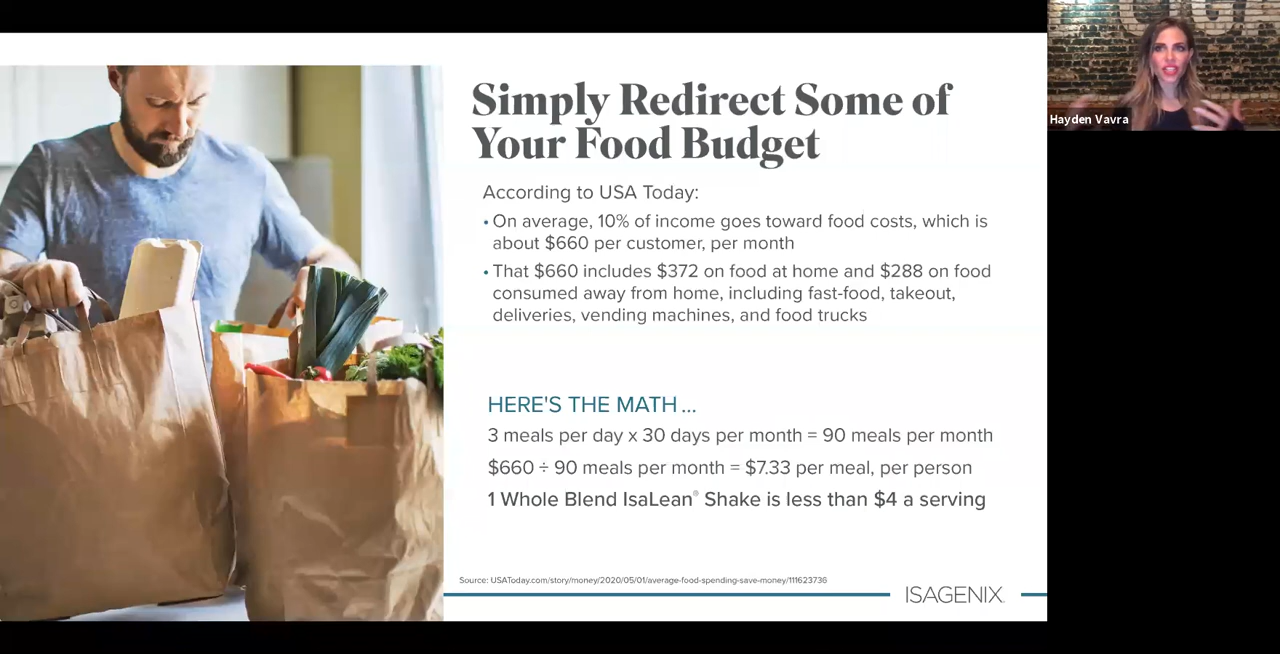 Simply Redirect Some of
Your Food Budget
According to USA Today:
• On average, 10% of income goes toward food costs, which is
about $660 per customer, per month
• That $660 includes $372 on food at home and $288 on food
consumed away from home, including fast-food, takeout,
deliveries, vending machines, and food trucks
HERE'S THE MATH ...
3 meals per day x 30 days per month = 90 meals per month
$660 ÷ 90 meals per month = $7.33 per meal, per person
1 Whole Blend IsaLean® Shake is less than $4 a serving
Source: USAToday.com/story/money/2020/05/01/average-food-spending-save-money/111623736
ISAGENIX
Hayden Vavra